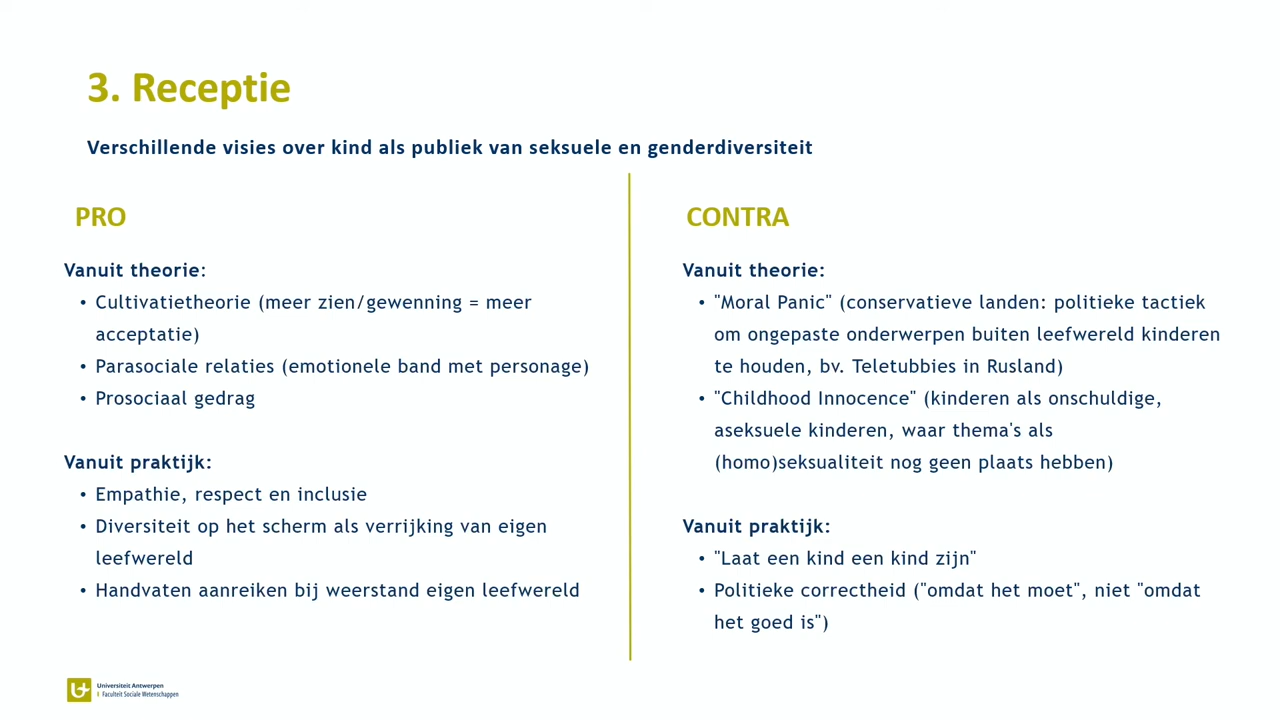 3. Receptie
Verschillende visies over kind als publiek van seksuele en genderdiversiteit
PRO
Vanuit theorie:
• Cultivatietheorie (meer zien/gewenning = meer
acceptatie)
• Parasociale relaties (emotionele band met personage)
• Prosociaal gedrag
Vanuit praktijk:
• Empathie, respect en inclusie
• Diversiteit op het scherm als verrijking van eigen
leefwereld
• Handvaten aanreiken bij weerstand eigen leefwereld
CONTRA
Vanuit theorie:
• "Moral Panic" (conservatieve landen: politieke tactiek
om ongepaste onderwerpen buiten leefwereld kinderen
te houden, bv. Teletubbies in Rusland)
• "Childhood Innocence" (kinderen als onschuldige,
aseksuele kinderen, waar thema's als
(homo)seksualiteit nog geen plaats hebben)
Vanuit praktijk:
• "Laat een kind een kind zijn"
• Politieke correctheid ("omdat het moet", niet "omdat
het goed is")
Universiteit Antwerpen
| Faculteit Sociale Wetenschappen